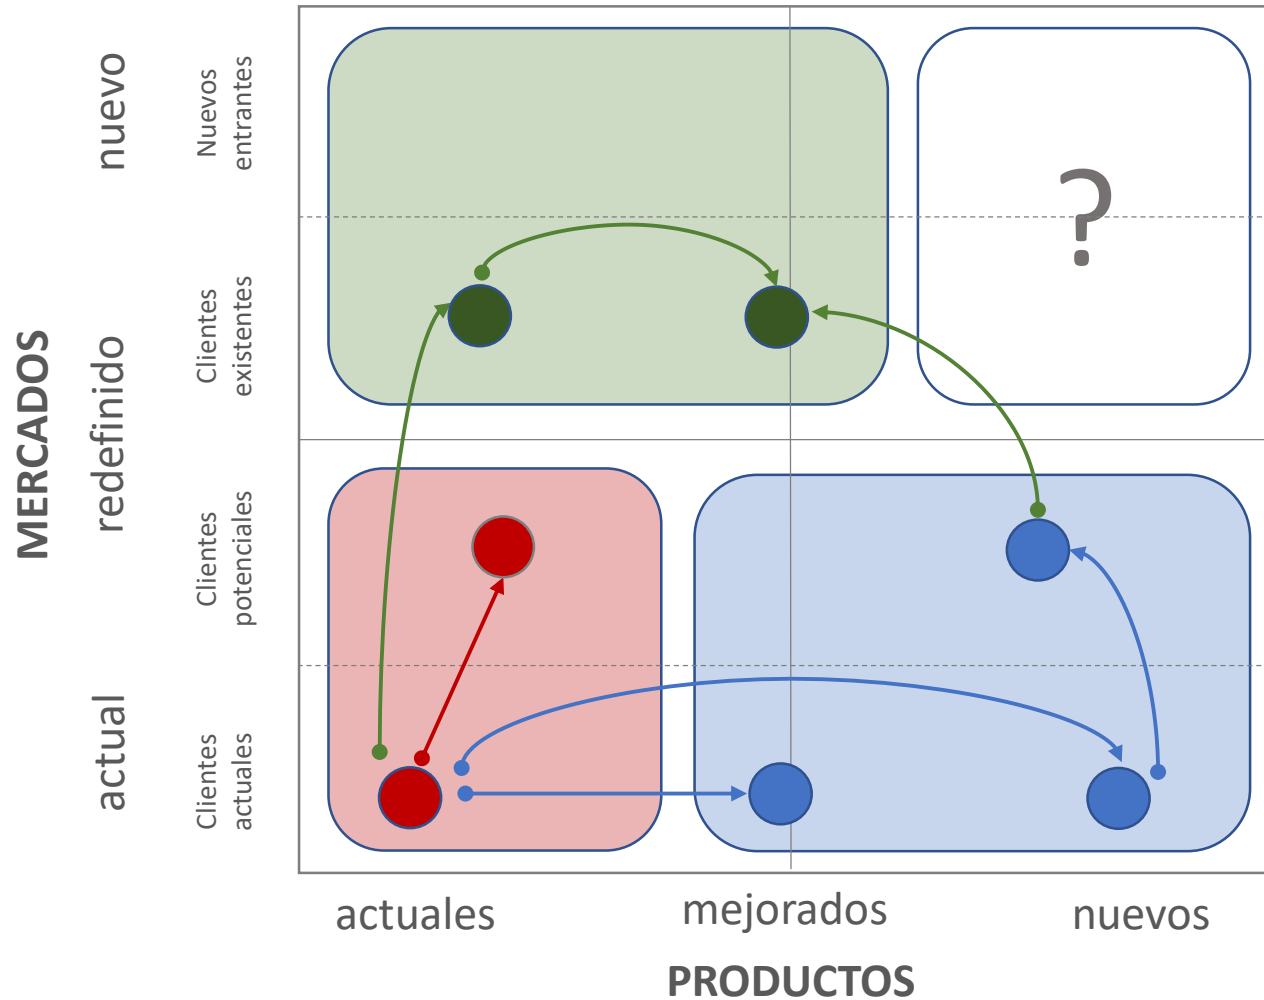 MERCADOS
nuevo
redefinido
actual
Nuevos
entrantes
Clientes
existentes
Clientes
potenciales
Clientes
actuales
?
actuales
mejorados
nuevos
PRODUCTOS